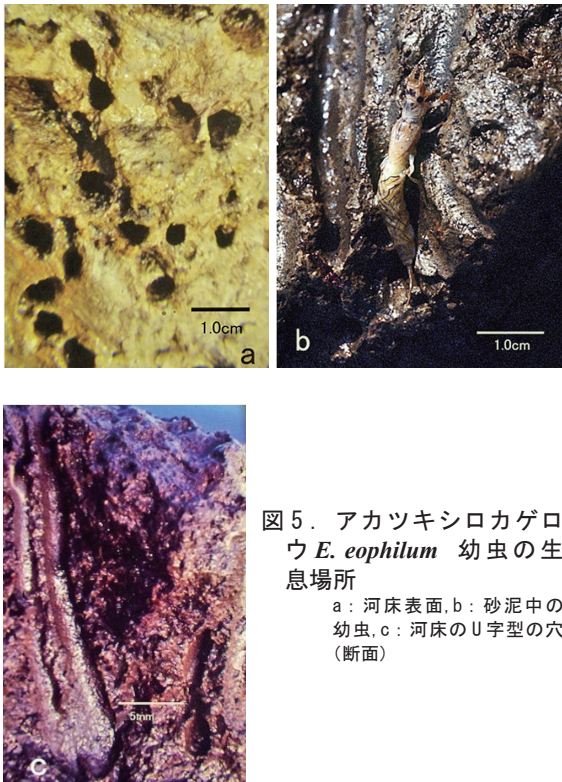 1.0cm
a
b
1.0cm
5mm
c
図5．アカツキシロカゲロ
ウ E. eophilum 幼虫の生
息場所
a：河床表面,b：砂泥中の
幼虫,c：河床のU字型の穴
(断面)